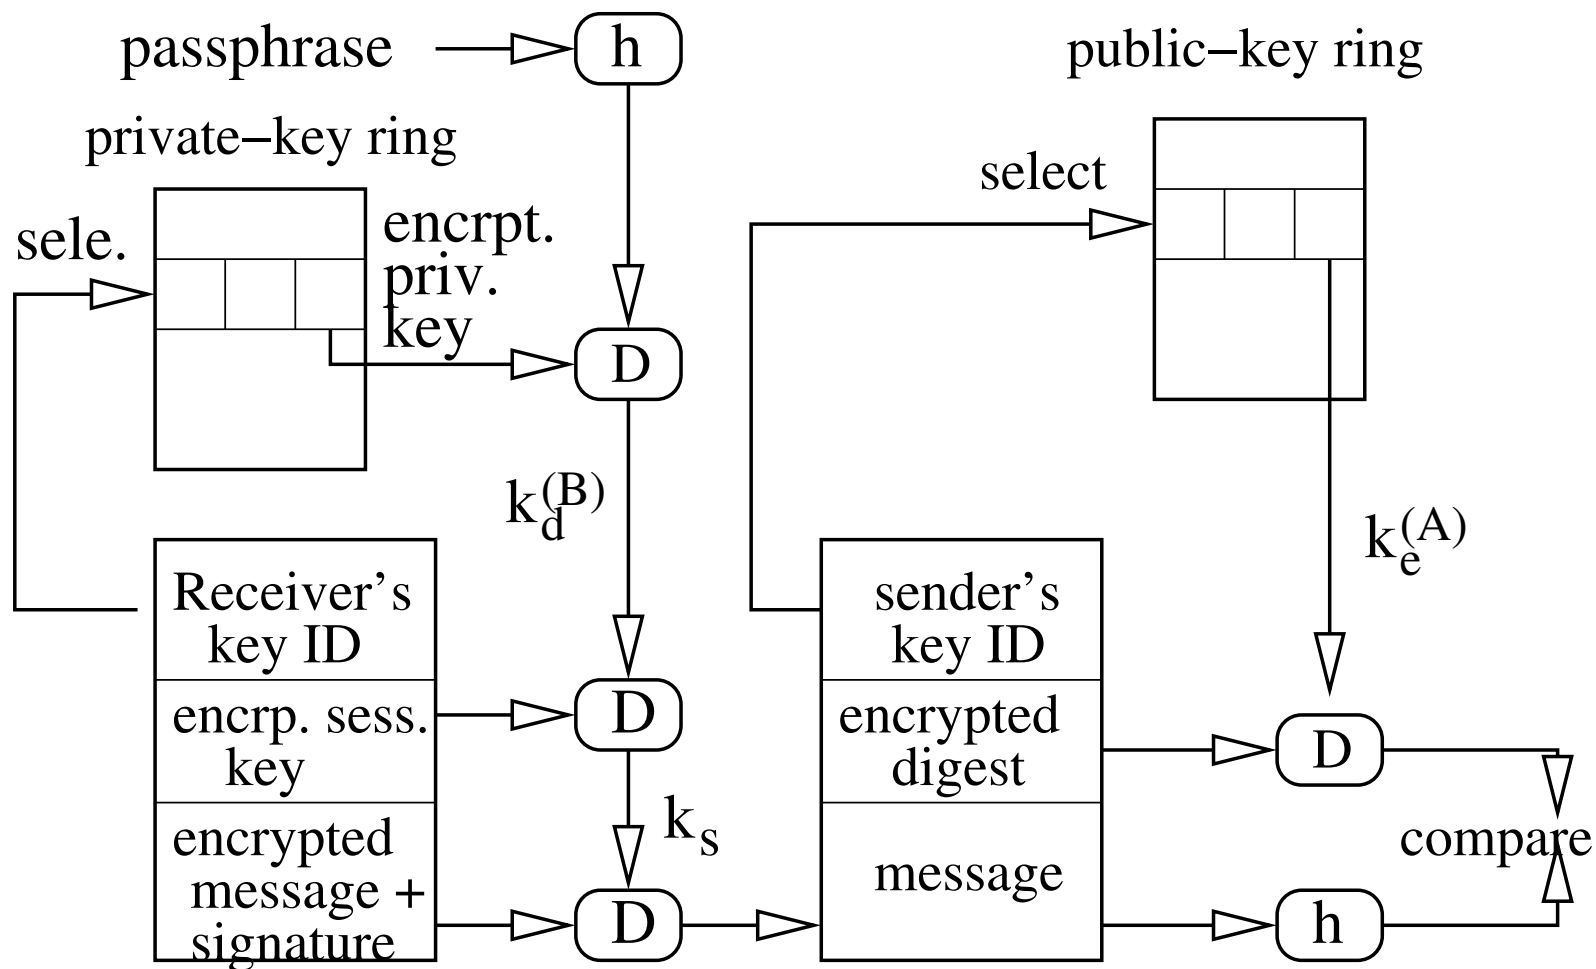 passphrase
h
public–key ring
private–key ring
select
sele.
encrpt.
priv.
key
D
k_d^(B)
k_e^(A)
Receiver's
key ID
sender's
key ID
encrp. sess.
key
D
encrypted
digest
D
k_s
encrypted
message +
signature
compare
message
D
h